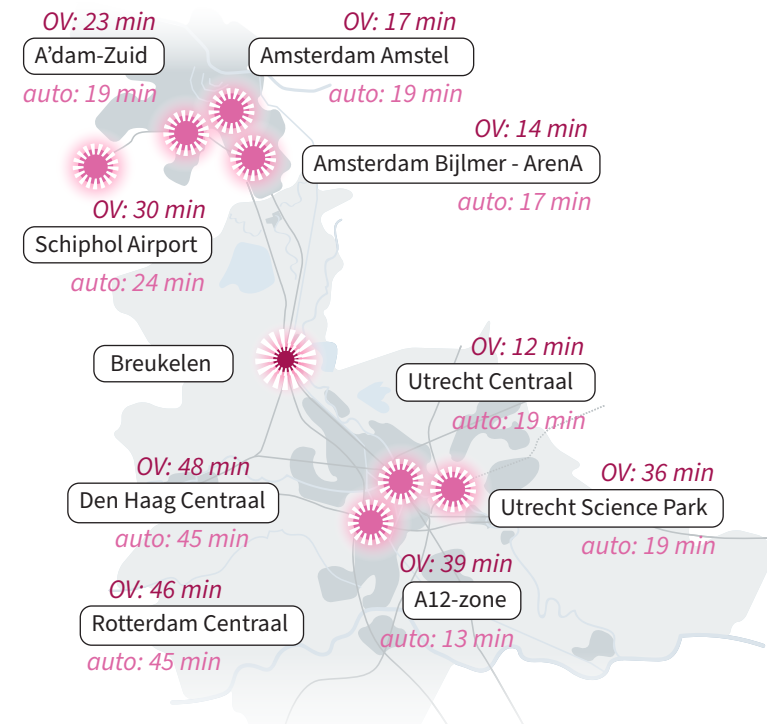 OV: 23 min
A’dam-Zuid
auto: 19 min
OV: 17 min
Amsterdam Amstel
auto: 19 min
OV: 14 min
Amsterdam Bijlmer - ArenA
auto: 17 min
OV: 30 min
Schiphol Airport
auto: 24 min
Breukelen
OV: 12 min
Utrecht Centraal
auto: 19 min
OV: 48 min
Den Haag Centraal
auto: 45 min
OV: 36 min
Utrecht Science Park
auto: 19 min
OV: 39 min
A12-zone
auto: 13 min
OV: 46 min
Rotterdam Centraal
auto: 45 min